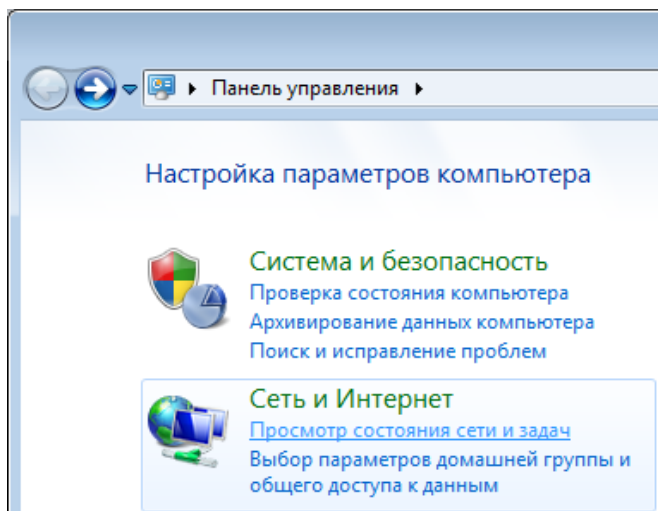 Панель управления
Настройка параметров компьютера
Система и безопасность
Проверка состояния компьютера
Архивирование данных компьютера
Поиск и исправление проблем
Сеть и Интернет
Просмотр состояния сети и задач
Выбор параметров домашней группы и
общего доступа к данным